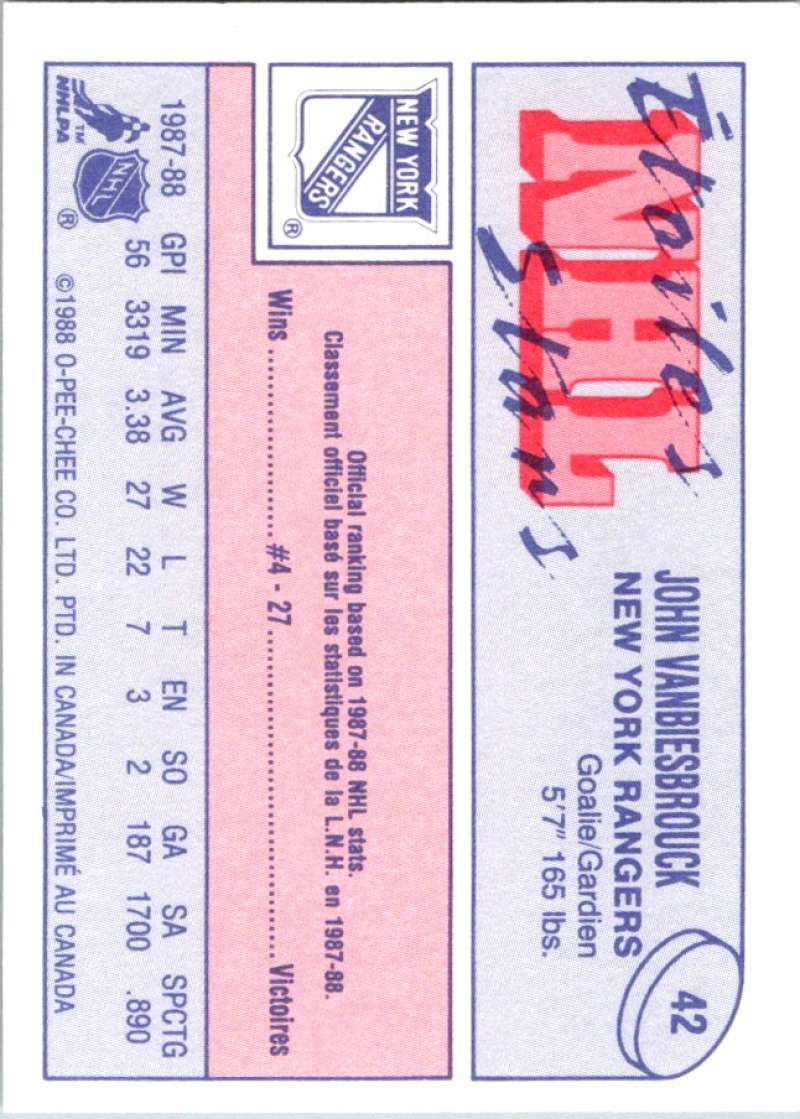 Étoiles
NHL
Stars
JOHN VANBIESBROUCK
NEW YORK RANGERS
Goalie/Gardien
5'7" 165 lbs.
42
NEW YORK
RANGERS
®
Official ranking based on 1987-88 NHL stats.
Classement officiel basé sur les statistiques de la L.N.H. en 1987-88.
Wins ........................ #4 - 27 ........................................ Victoires
1987-88 GPI MIN AVG W L T EN SO GA SA SPCTG
56 3319 3.38 27 22 7 3 2 187 1700 .890
TM
NHLPA
NHL
®
©1988 O-PEE-CHEE CO. LTD. PTD. IN CANADA/IMPRIMÉ AU CANADA